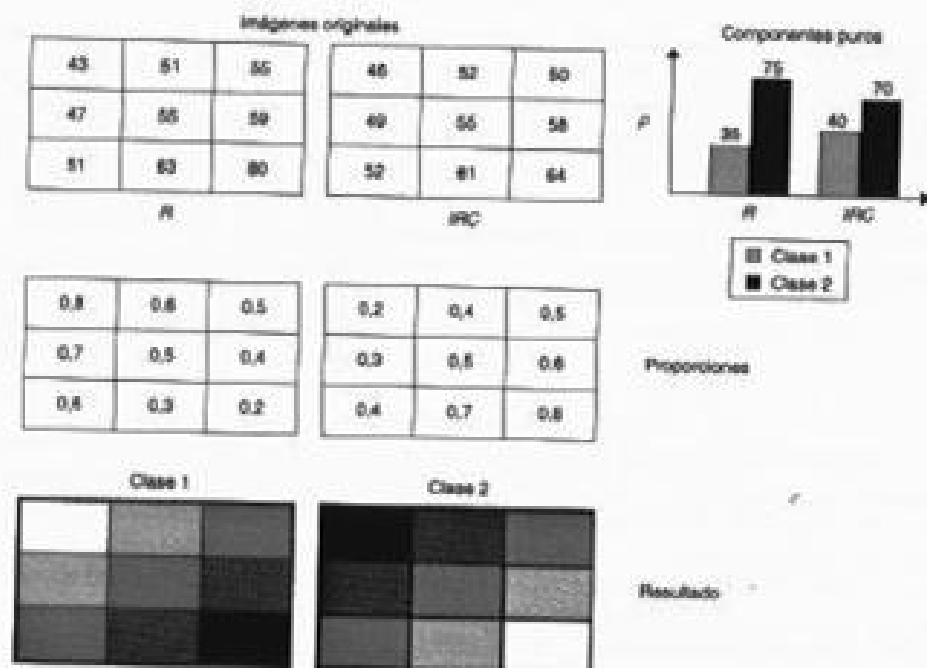 Imágenes originales
Componentes puros
43 51 55
46 52 50
47 55 59
49 55 58
51 63
52 61 64
R
IRC
ρ
75
70
35
40
R
IRC
Clase 1
Clase 2
0,8 0,6 0,5
0,2 0,4 0,5
0,7 0,5 0,4
0,3 0,5 0,6
Proporciones
0,6 0,3 0,2
0,4 0,7 0,8
Clase 1
Clase 2
Resultado